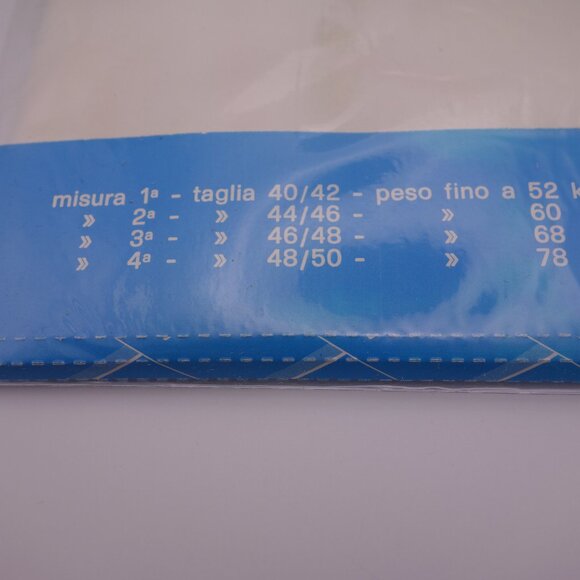 misura 1ª - taglia 40/42 - peso fino a 52 k
» 2ª - » 44/46 - » 60
» 3ª - » 46/48 - » 68
» 4ª - » 48/50 - » 78